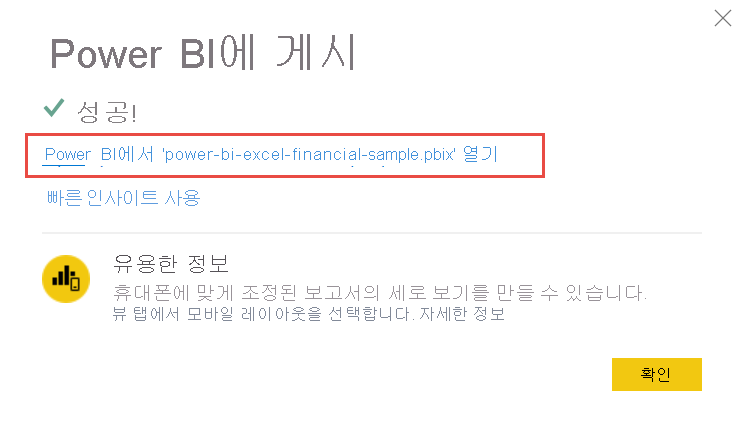 Power BI에 게시
성공!
Power BI에서 'power-bi-excel-financial-sample.pbix' 열기
빠른 인사이트 사용
유용한 정보
휴대폰에 맞게 조정된 보고서의 세로 보기를 만들 수 있습니다.
뷰 탭에서 모바일 레이아웃을 선택합니다. 자세한 정보
확인